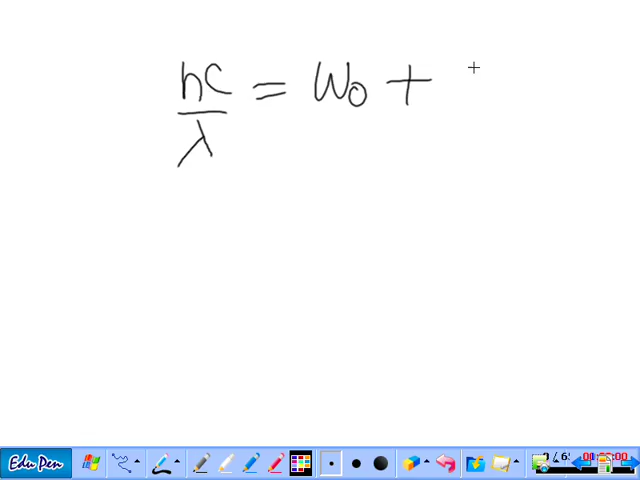 hc/λ = W₀ +
Edu Pen